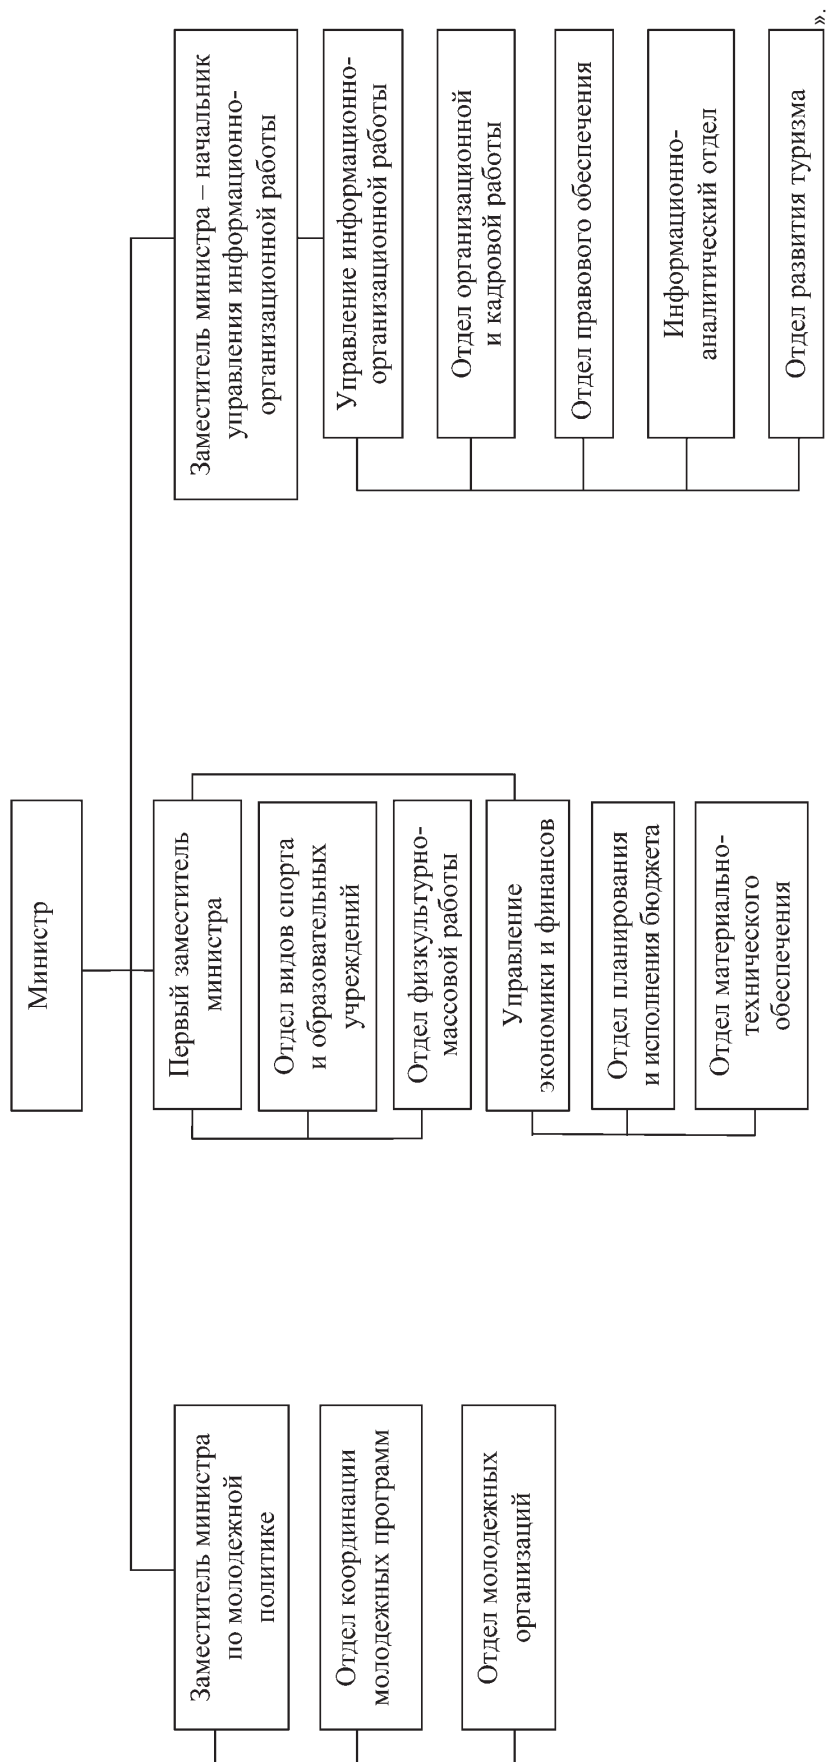 Министр
Заместитель министра
по молодежной
политике
Отдел координации
молодежных программ
Отдел молодежных
организаций
Первый заместитель
министра
Отдел видов спорта
и образовательных
учреждений
Отдел физкультурно-
массовой работы
Управление
экономики и финансов
Отдел планирования
и исполнения бюджета
Отдел материально-
технического
обеспечения
Заместитель министра – начальник
управления информационно-
организационной работы
Управление информационно-
организационной работы
Отдел организационной
и кадровой работы
Отдел правового обеспечения
Информационно-
аналитический отдел
Отдел развития туризма
».